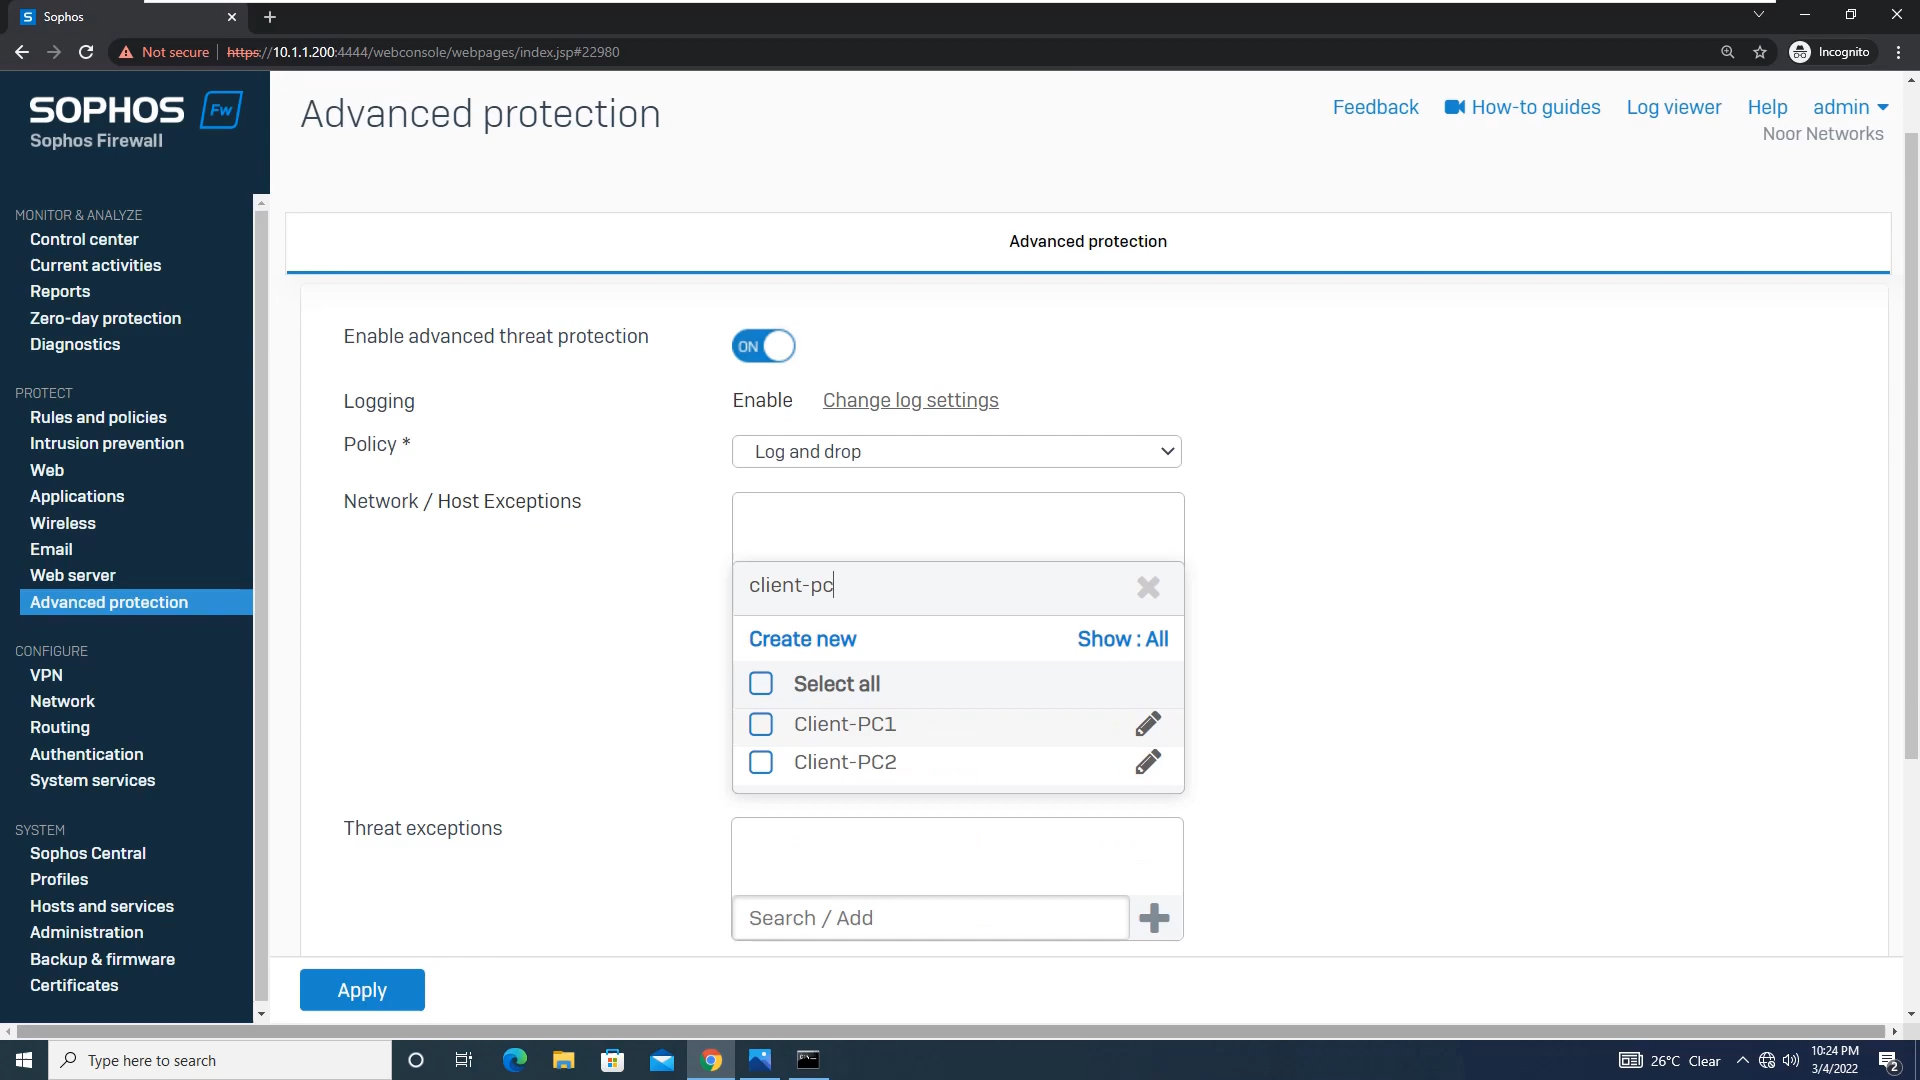 Sophos
Not secure
https://10.1.1.200:4444/webconsole/webpages/index.jsp#22980
Incognito
SOPHOS
Fw
Sophos Firewall
MONITOR & ANALYZE
Control center
Current activities
Reports
Zero-day protection
Diagnostics
PROTECT
Rules and policies
Intrusion prevention
Web
Applications
Wireless
Email
Web server
Advanced protection
CONFIGURE
VPN
Network
Routing
Authentication
System services
SYSTEM
Sophos Central
Profiles
Hosts and services
Administration
Backup & firmware
Certificates
Advanced protection
Feedback
How-to guides
Log viewer
Help
admin
Noor Networks
Advanced protection
Enable advanced threat protection
ON
Logging
Enable
Change log settings
Policy *
Log and drop
Network / Host Exceptions
client-pc
Create new
Show : All
Select all
Client-PC1
Client-PC2
Threat exceptions
Search / Add
Apply
Type here to search
26°C Clear
10:24 PM
3/4/2022
2